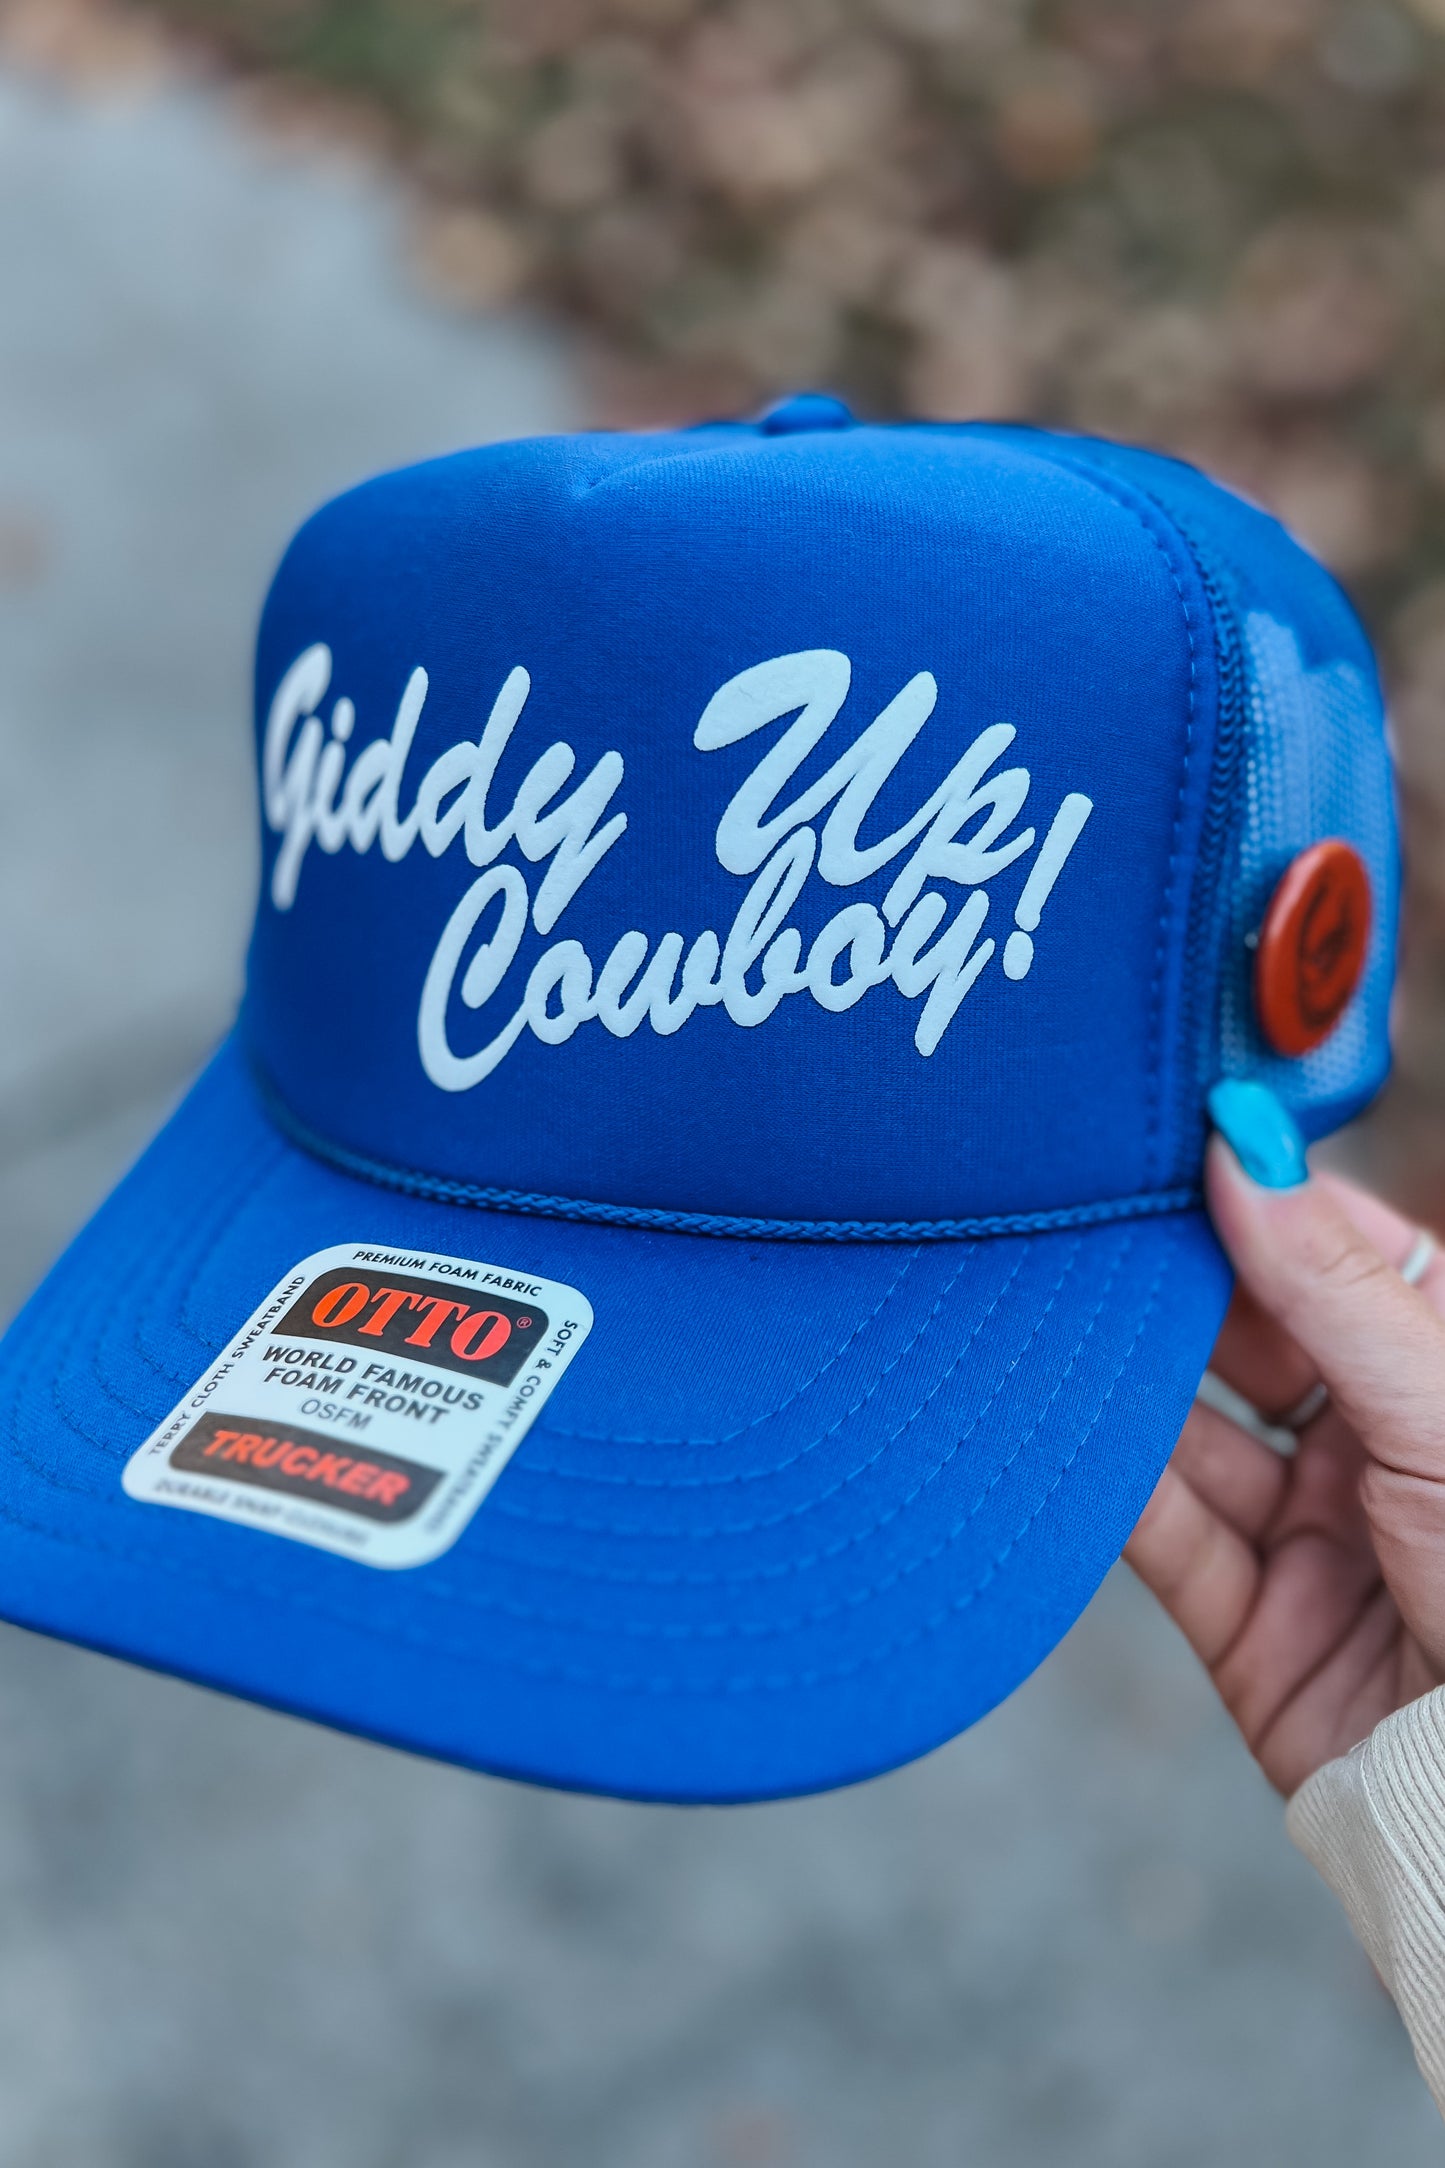 Giddy Up!
Cowboy!
PREMIUM FOAM FABRIC
OTTO®
WORLD FAMOUS
FOAM FRONT
OSFM
TRUCKER
TERRY CLOTH SWEATBAND
SOFT & COMFY SWEATBAND
DURABLE SNAP CLOSURE